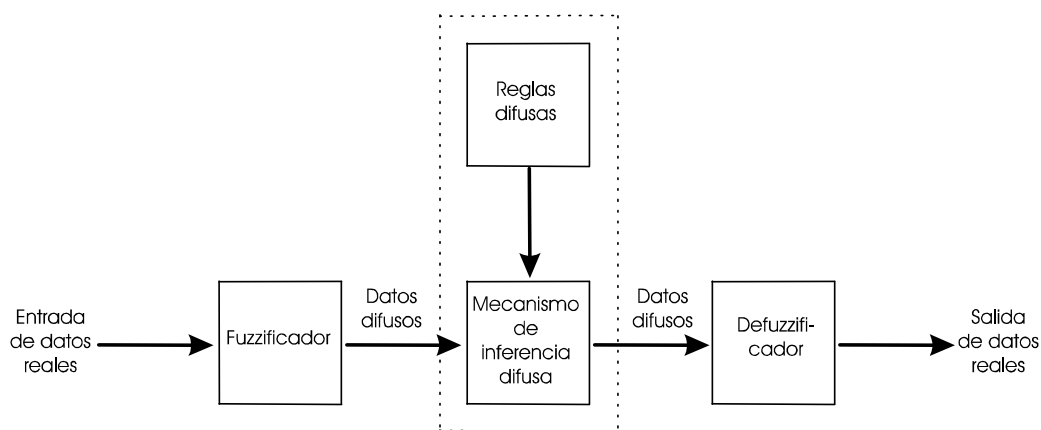 Reglas
difusas
Entrada
de datos
reales
Fuzzificador
Datos
difusos
Mecanismo
de
inferencia
difusa
Datos
difusos
Defuzzifi-
cador
Salida
de datos
reales